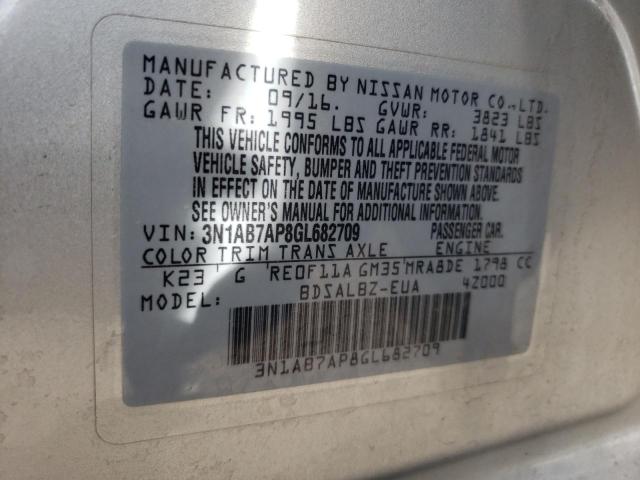 MANUFACTURED BY NISSAN MOTOR CO.,LTD.
DATE: 09/16. GVWR: 3823 LBS
GAWR FR: 1995 LBS GAWR RR: 1841 LBS
THIS VEHICLE CONFORMS TO ALL APPLICABLE FEDERAL MOTOR
VEHICLE SAFETY, BUMPER AND THEFT PREVENTION STANDARDS
IN EFFECT ON THE DATE OF MANUFACTURE SHOWN ABOVE.
SEE OWNER'S MANUAL FOR ADDITIONAL INFORMATION.
VIN: 3N1AB7AP8GL682709 PASSENGER CAR.
COLOR TRIM TRANS AXLE ENGINE
K23 G RE0F11A GM35 MRA8DE 1798 CC
MODEL: BDSALBZ-EUA 4Z000
3N1AB7AP8GL682709